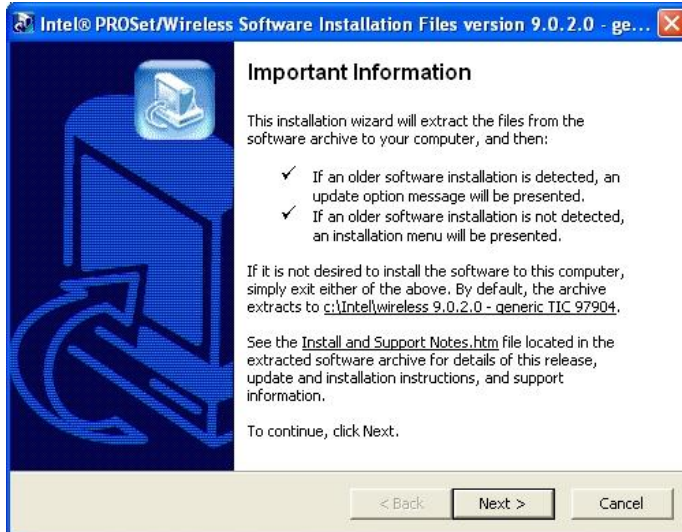 Intel® PROSet/Wireless Software Installation Files version 9.0.2.0 - ge...
Important Information
This installation wizard will extract the files from the
software archive to your computer, and then:
If an older software installation is detected, an
update option message will be presented.
If an older software installation is not detected,
an installation menu will be presented.
If it is not desired to install the software to this computer,
simply exit either of the above. By default, the archive
extracts to c:\Intel\wireless 9.0.2.0 - generic TIC 97904.
See the Install and Support Notes.htm file located in the
extracted software archive for details of this release,
update and installation instructions, and support
information.
To continue, click Next.
< Back
Next >
Cancel